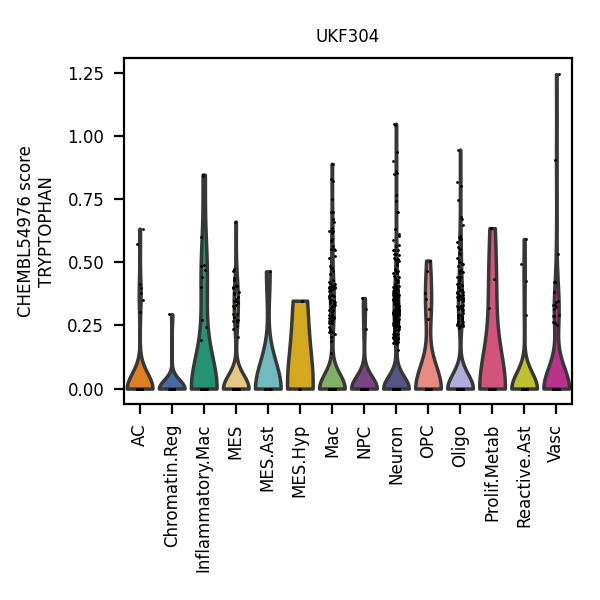 UKF304
CHEMBL54976 score
TRYPTOPHAN
1.25
1.00
0.75
0.50
0.25
0.00
AC
Chromatin.Reg
Inflammatory.Mac
MES
MES.Ast
MES.Hyp
Mac
NPC
Neuron
OPC
Oligo
Prolif.Metab
Reactive.Ast
Vasc